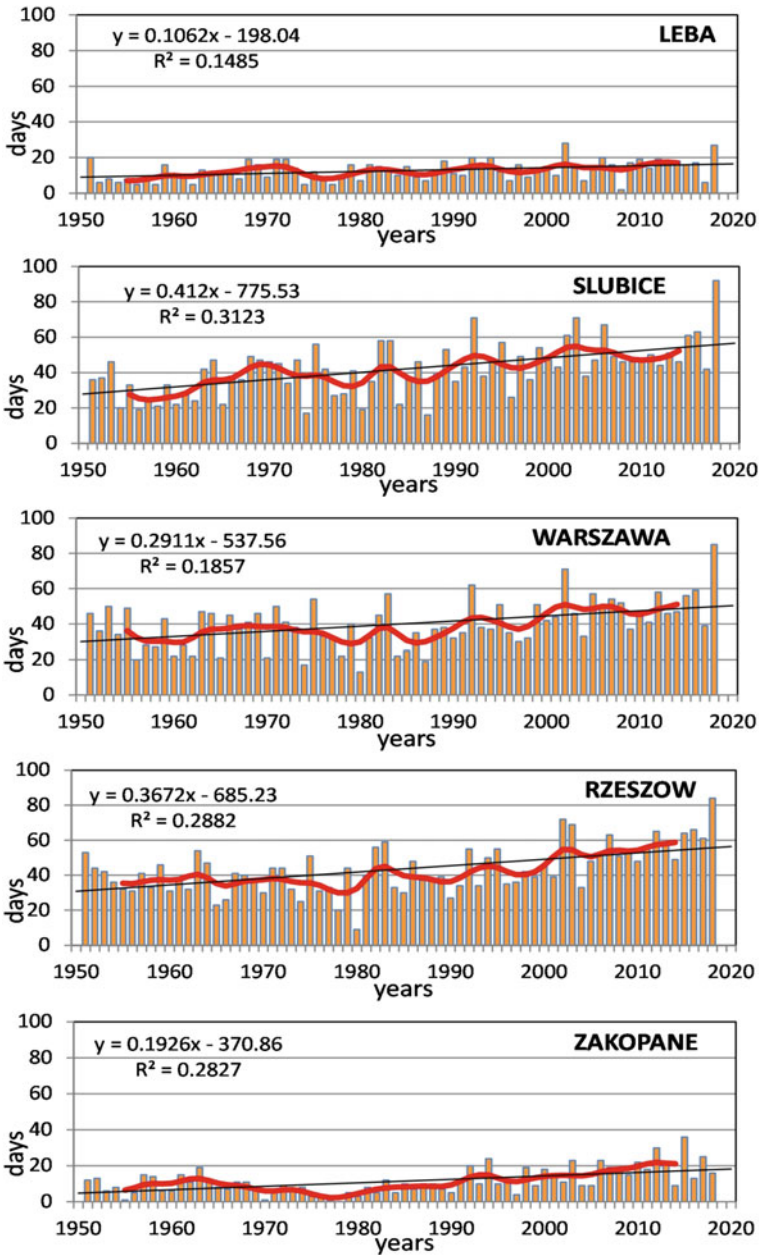 100
80
60
40
20
0
days
y = 0.1062x - 198.04
R² = 0.1485
LEBA
1950 1960 1970 1980 1990 2000 2010 2020
years
100
80
60
40
20
0
days
y = 0.412x - 775.53
R² = 0.3123
SLUBICE
1950 1960 1970 1980 1990 2000 2010 2020
years
100
80
60
40
20
0
days
y = 0.2911x - 537.56
R² = 0.1857
WARSZAWA
1950 1960 1970 1980 1990 2000 2010 2020
years
100
80
60
40
20
0
days
y = 0.3672x - 685.23
R² = 0.2882
RZESZOW
1950 1960 1970 1980 1990 2000 2010 2020
years
100
80
60
40
20
0
days
y = 0.1926x - 370.86
R² = 0.2827
ZAKOPANE
1950 1960 1970 1980 1990 2000 2010 2020
years